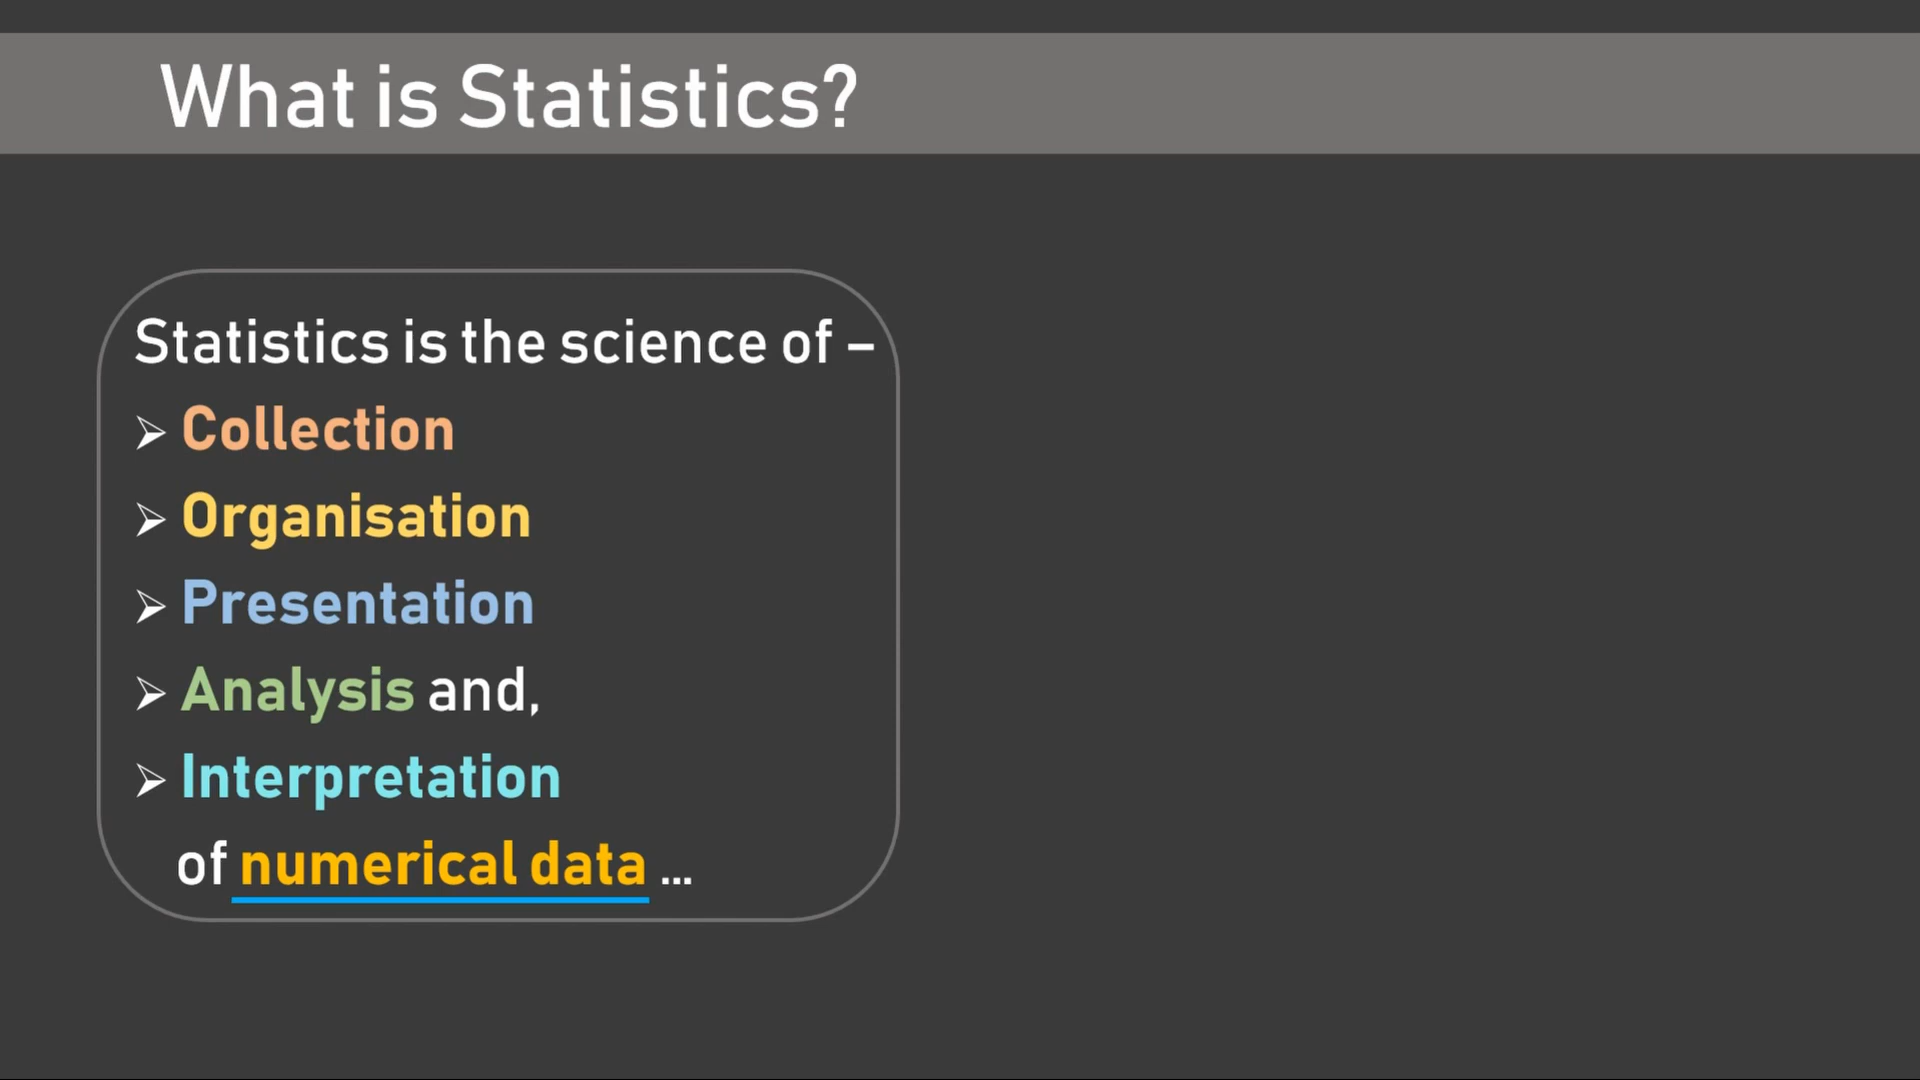 What is Statistics?
Statistics is the science of –
➢ Collection
➢ Organisation
➢ Presentation
➢ Analysis and,
➢ Interpretation
of numerical data ...